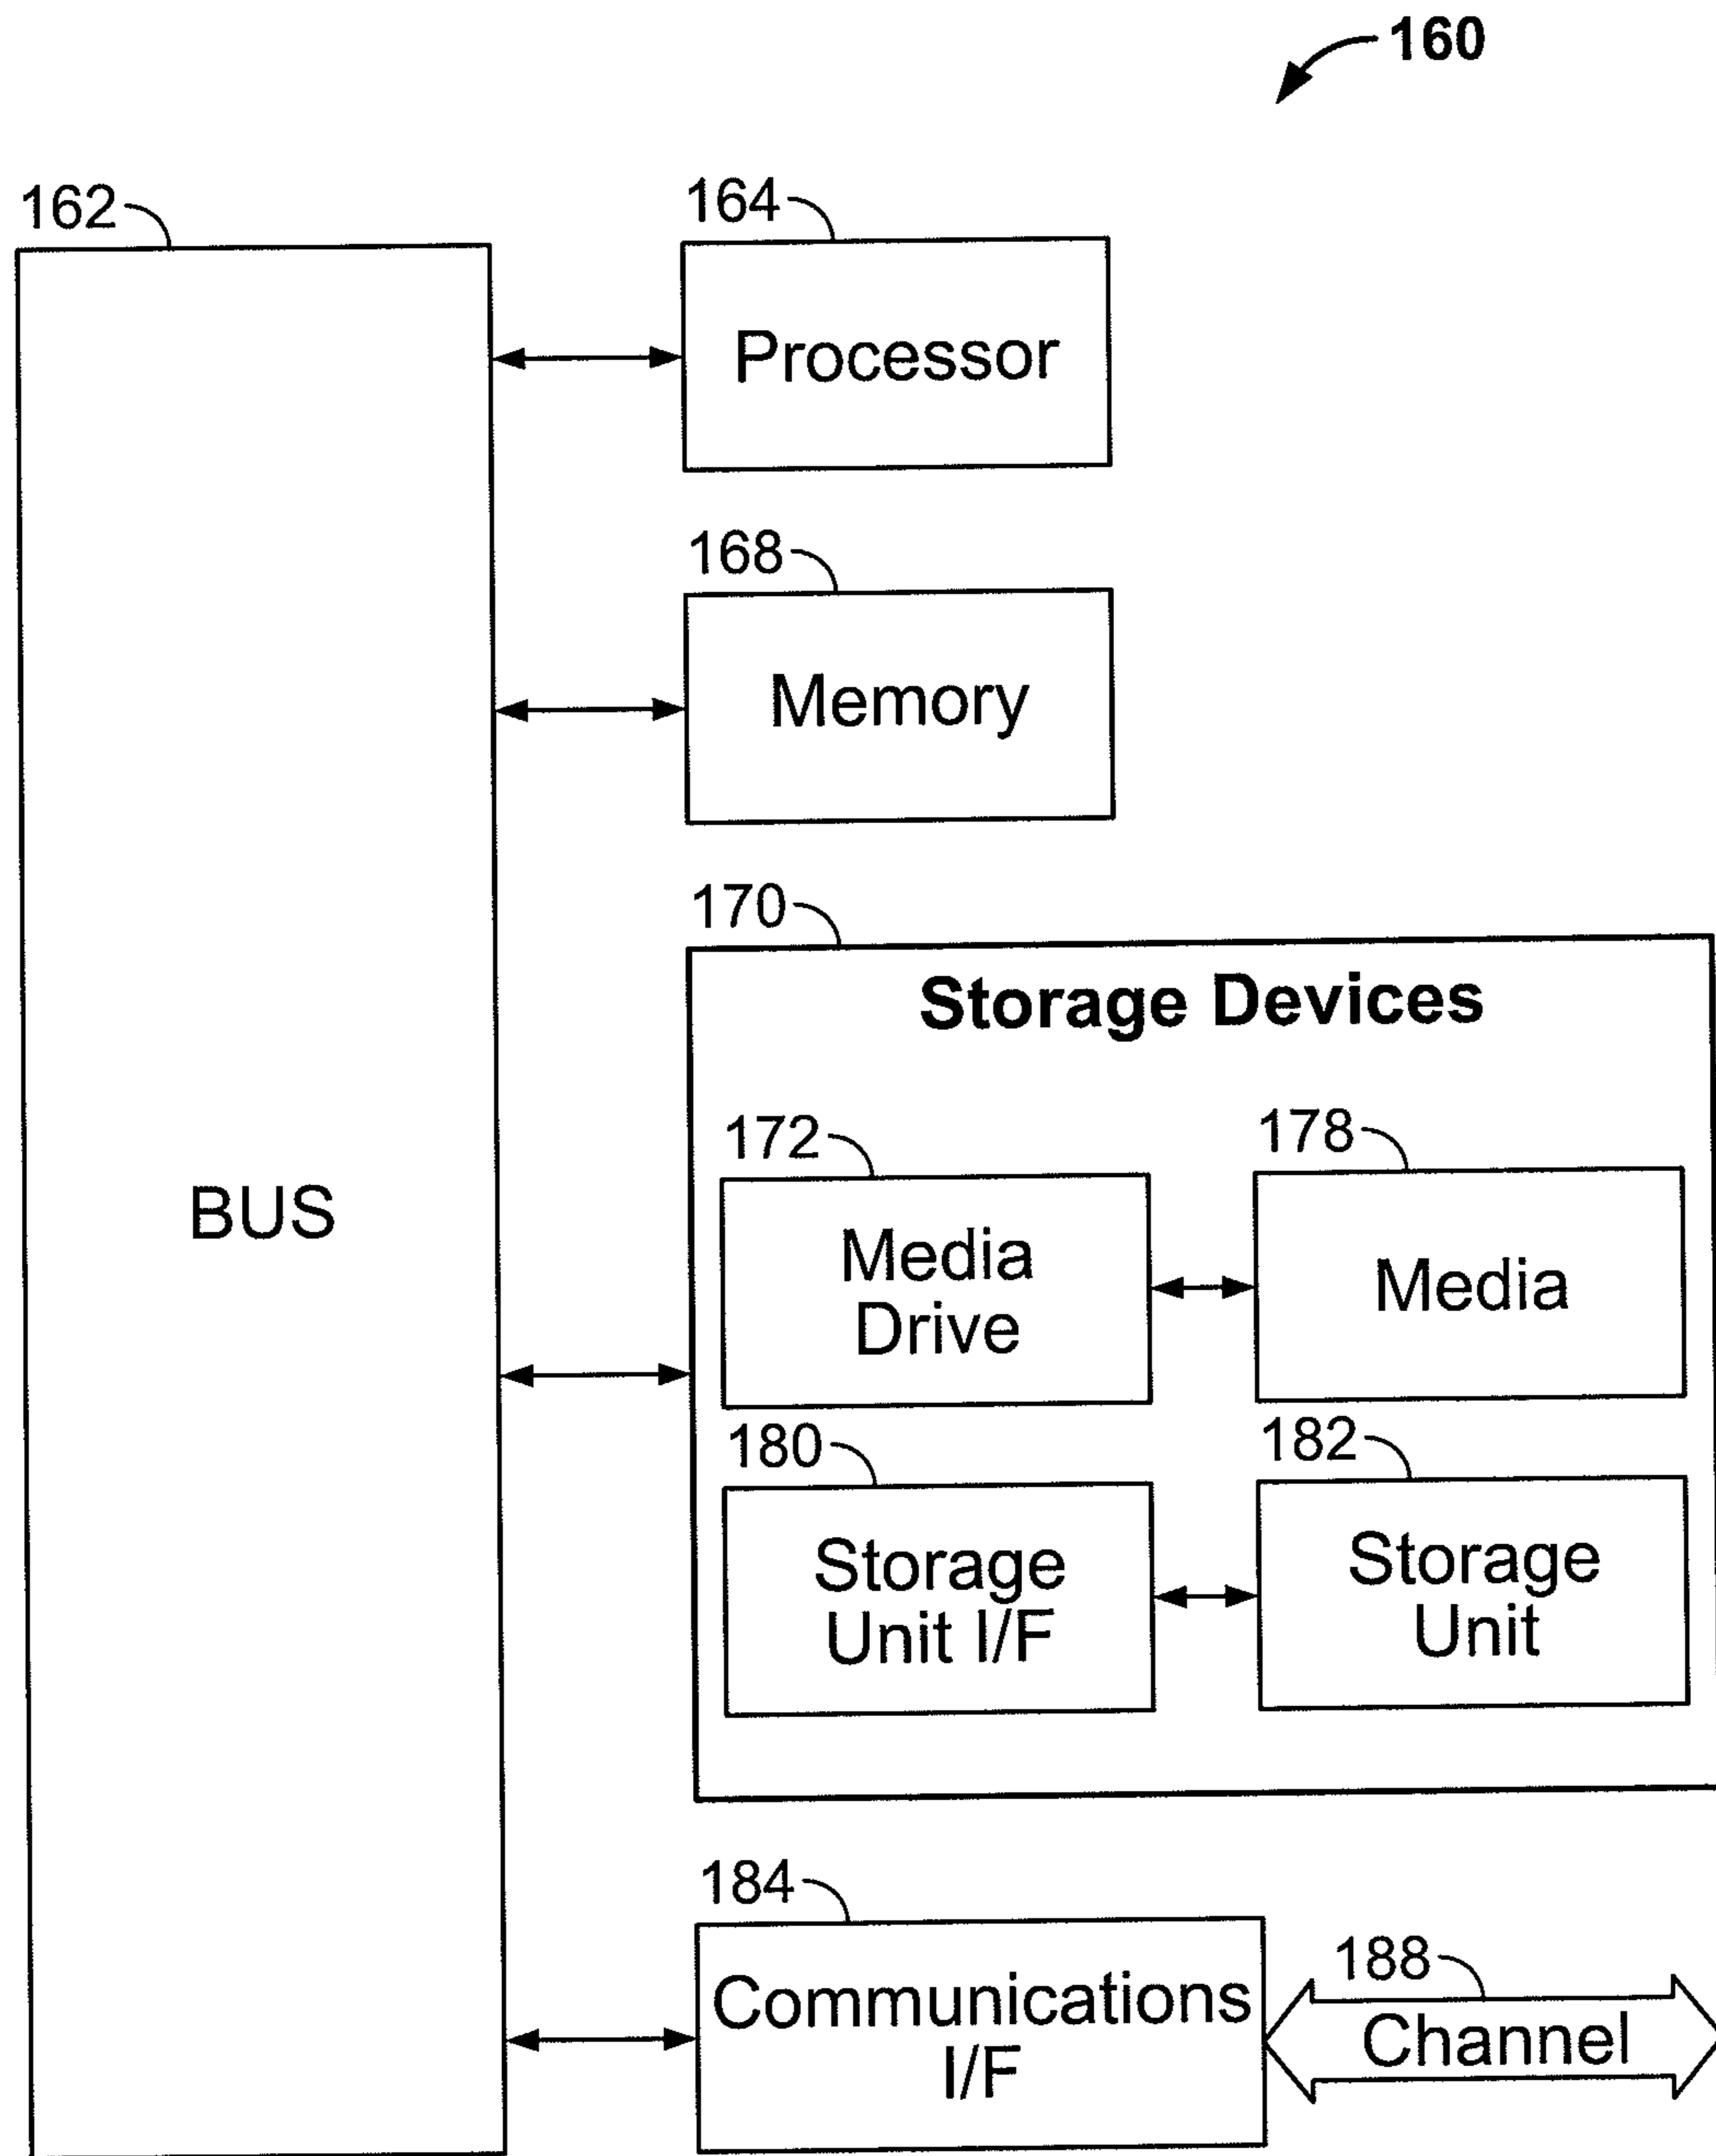 160
162
164
Processor
168
Memory
170
Storage Devices
172
178
BUS
Media
Drive
Media
180
182
Storage
Unit I/F
Storage
Unit
184
188
Communications
I/F
Channel